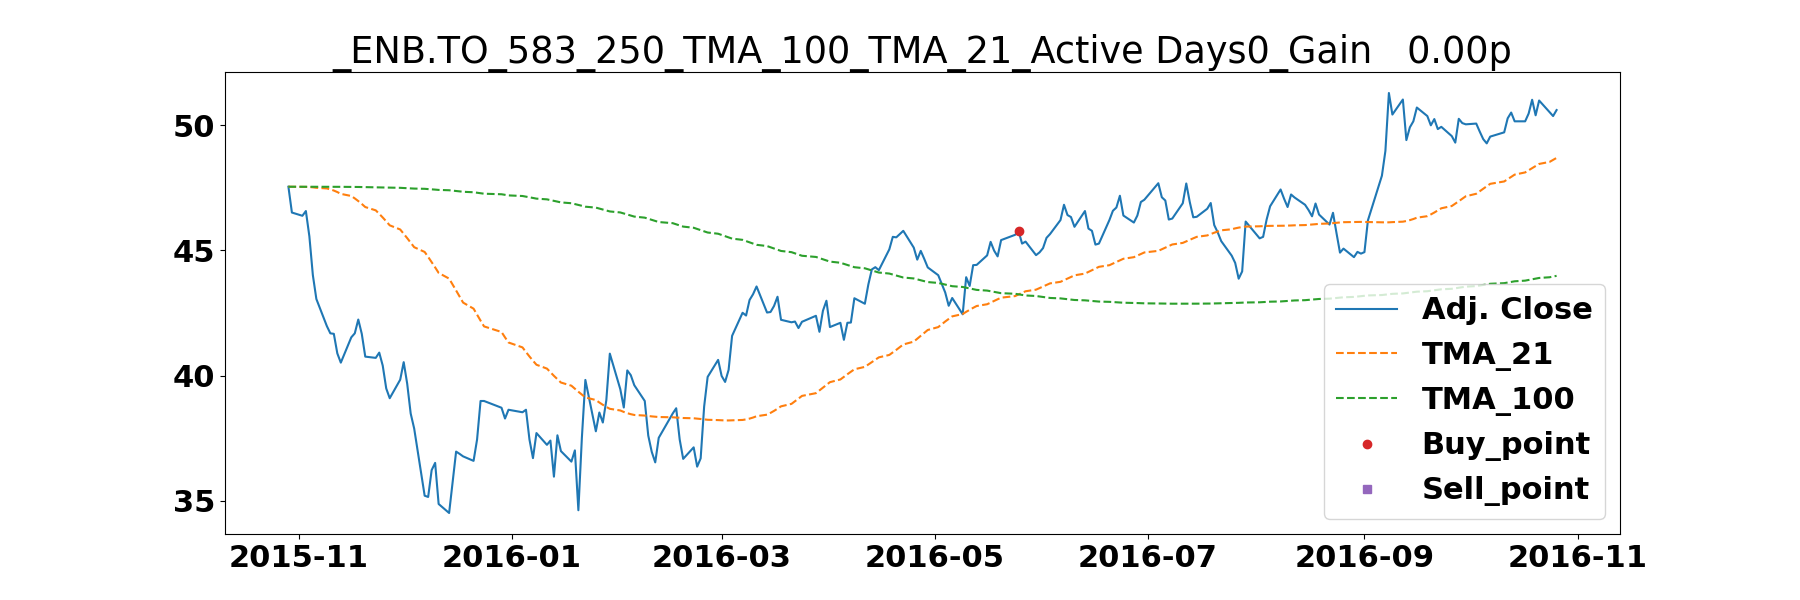 _ENB.TO_583_250_TMA_100_TMA_21_Active Days0_Gain   0.00p
50
45
40
35
Adj. Close
TMA_21
TMA_100
Buy_point
Sell_point
2015-11 2016-01 2016-03 2016-05 2016-07 2016-09 2016-11